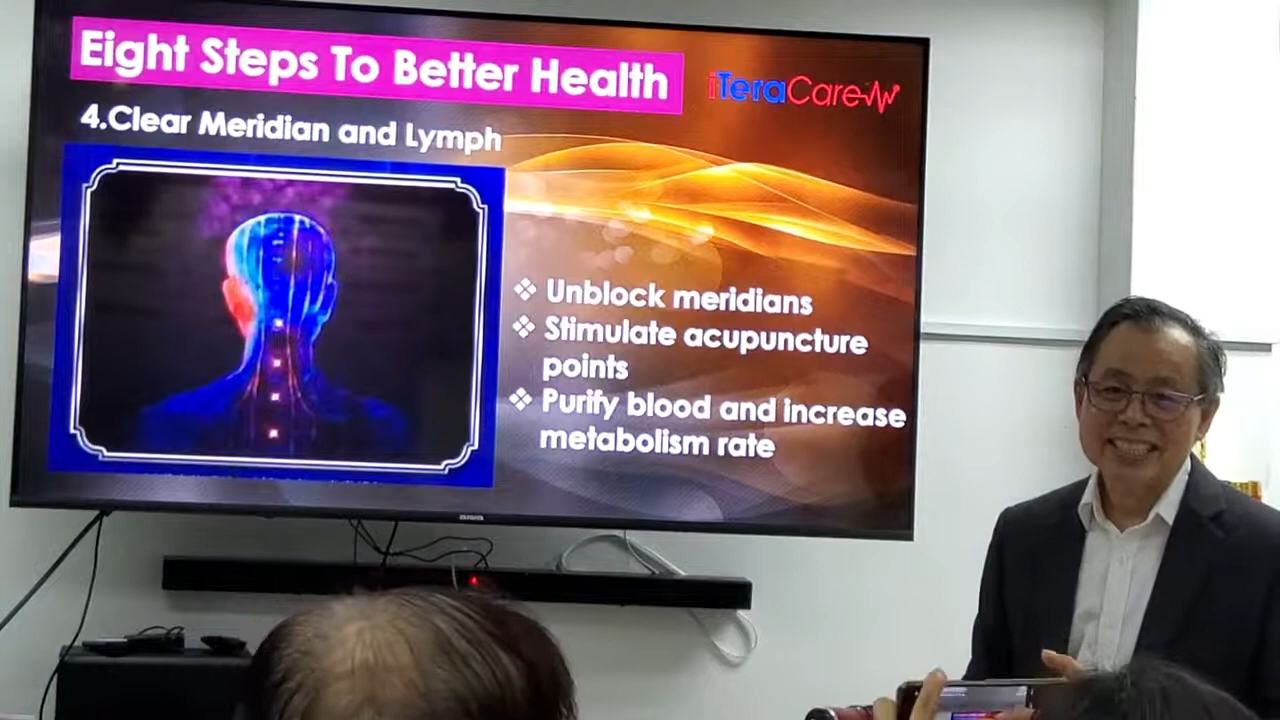 Eight Steps To Better Health
iTeraCare
4.Clear Meridian and Lymph
❖ Unblock meridians
❖ Stimulate acupuncture
points
❖ Purify blood and increase
metabolism rate
aiwa